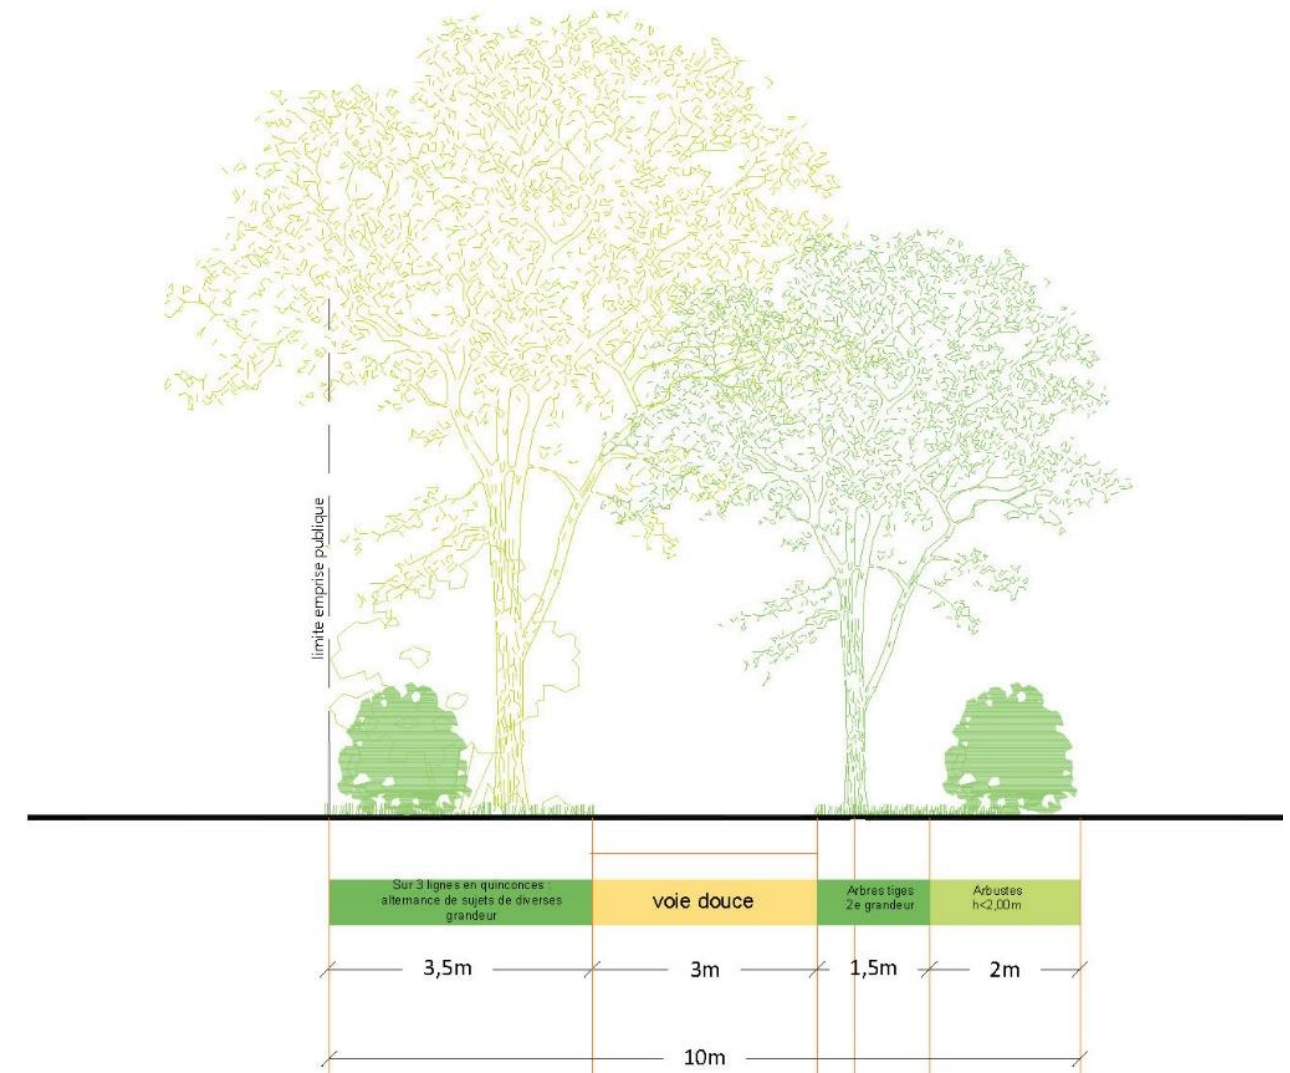 limite emprise publique
Sur 3 lignes en quinconces :
alternance de sujets de diverses
grandeur
voie douce
Arbres tiges
2e grandeur
Arbustes
h<2,00m
3,5m
3m
1,5m
2m
10m